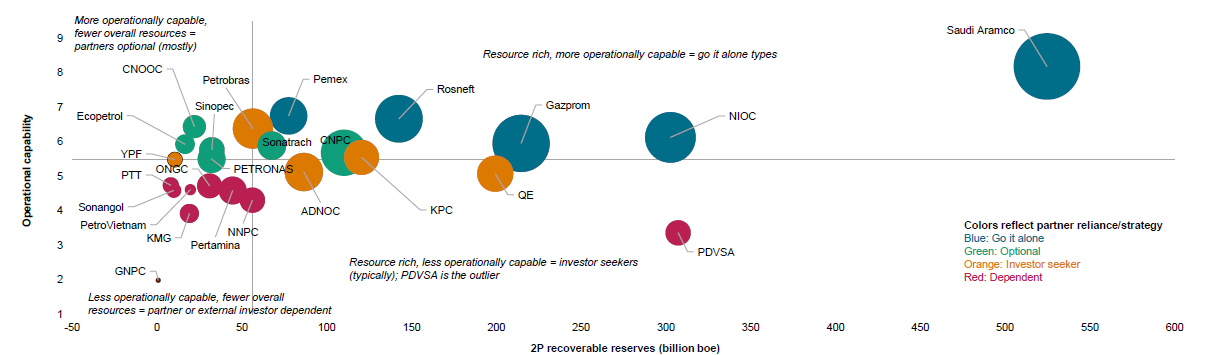 More operationally capable,
fewer overall resources =
partners optional (mostly)
Resource rich, more operationally capable = go it alone types
Saudi Aramco
CNOOC
Petrobras
Pemex
Rosneft
Sinopec
Gazprom
Ecopetrol
NIOC
Sonatrach
CNPC
YPF
ONGC
PETRONAS
PTT
QE
Sonangol
ADNOC
KPC
PetroVietnam
KMG
NNPC
Pertamina
PDVSA
GNPC
Resource rich, less operationally capable = investor seekers
(typically); PDVSA is the outlier
Less operationally capable, fewer overall
resources = partner or external investor dependent
Colors reflect partner reliance/strategy
Blue: Go it alone
Green: Optional
Orange: Investor seeker
Red: Dependent
Operational capability
9
8
7
6
5
4
3
2
1
-50 0 50 100 150 200 250 300 350 400 450 500 550 600
2P recoverable reserves (billion boe)